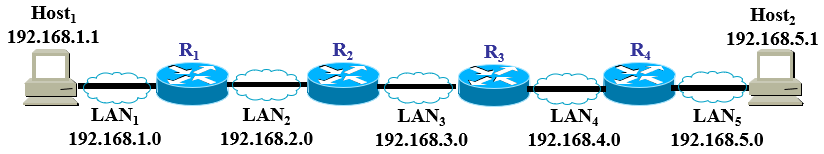 Host1
192.168.1.1
Host2
192.168.5.1
R1
R2
R3
R4
LAN1
192.168.1.0
LAN2
192.168.2.0
LAN3
192.168.3.0
LAN4
192.168.4.0
LAN5
192.168.5.0